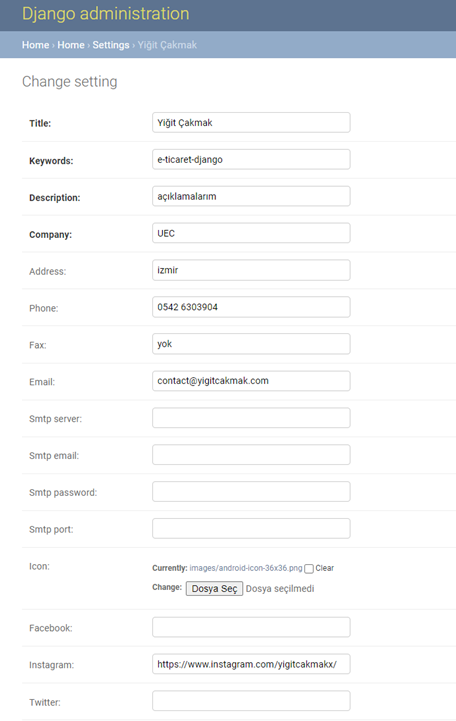 Django administration
Home › Home › Settings › Yiğit Çakmak
Change setting
Title: Yiğit Çakmak
Keywords: e-ticaret-django
Description: açıklamalarım
Company: UEC
Address: izmir
Phone: 0542 6303904
Fax: yok
Email: contact@yigitcakmak.com
Smtp server:
Smtp email:
Smtp password:
Smtp port:
Icon: Currently: images/android-icon-36x36.png Clear
Change: Dosya Seç Dosya seçilmedi
Facebook:
Instagram: https://www.instagram.com/yigitcakmakx/
Twitter: